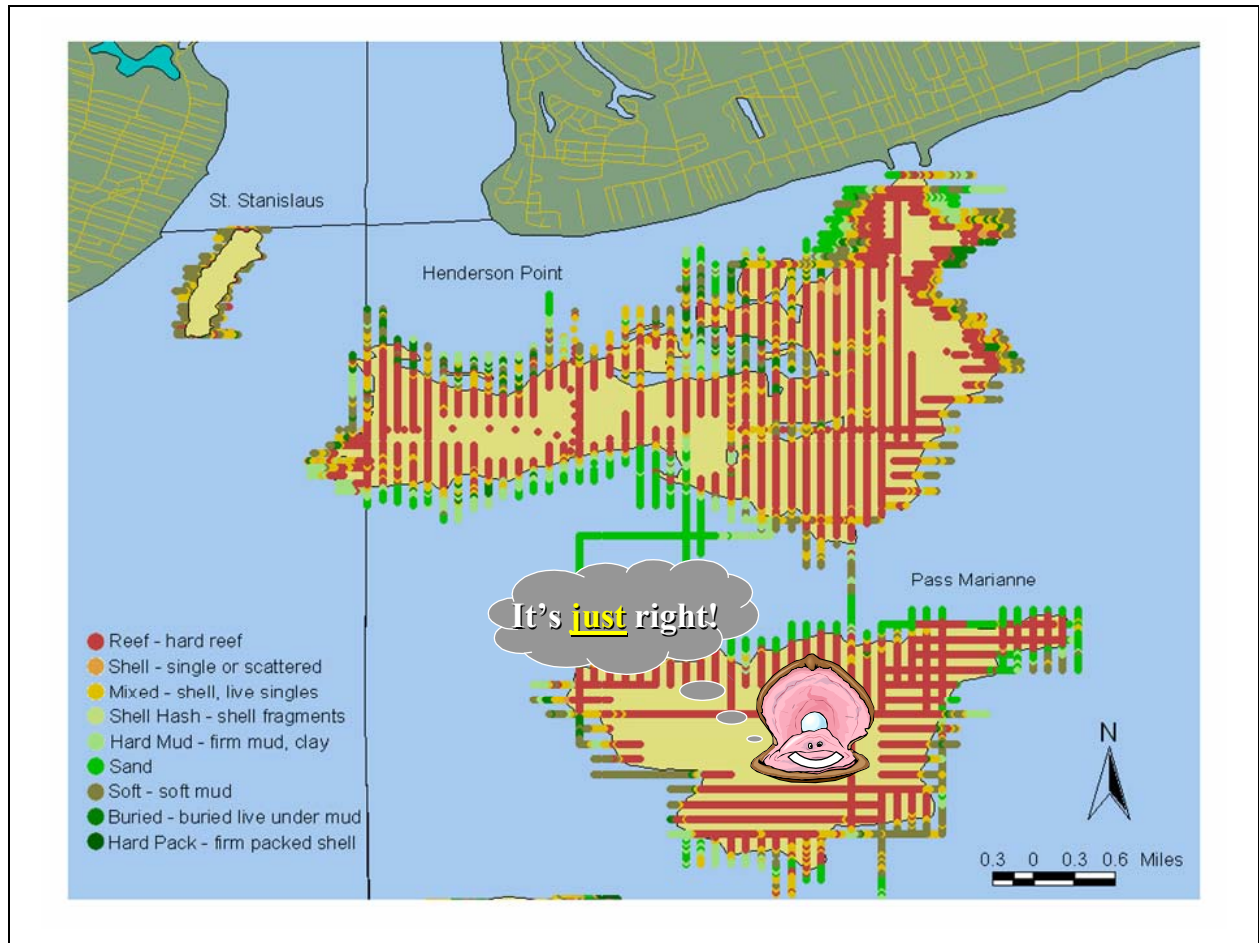 St. Stanislaus
Henderson Point
Pass Marianne
It's just right!
Reef - hard reef
Shell - single or scattered
Mixed - shell, live singles
Shell Hash - shell fragments
Hard Mud - firm mud, clay
Sand
Soft - soft mud
Buried - buried live under mud
Hard Pack - firm packed shell
N
0.3 0 0.3 0.6 Miles